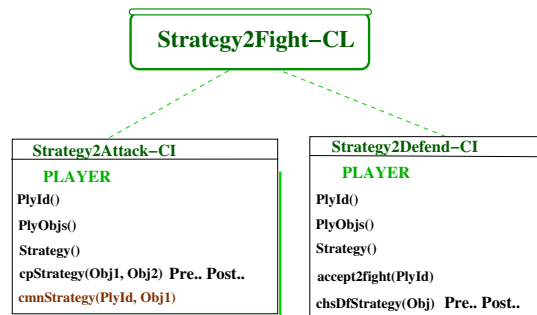 Strategy2Fight–CL
Strategy2Attack–CI
PLAYER
PlyId()
PlyObjs()
Strategy()
cpStrategy(Obj1, Obj2) Pre.. Post..
cmnStrategy(PlyId, Obj1)
Strategy2Defend–CI
PLAYER
PlyId()
PlyObjs()
Strategy()
accept2fight(PlyId)
chsDfStrategy(Obj) Pre.. Post..